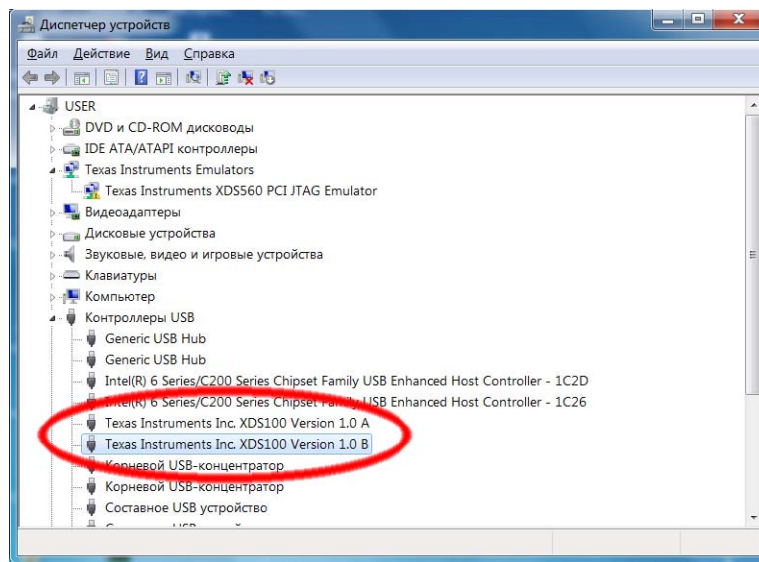 Диспетчер устройств
Файл Действие Вид Справка
USER
DVD и CD-ROM дисководы
IDE ATA/ATAPI контроллеры
Texas Instruments Emulators
Texas Instruments XDS560 PCI JTAG Emulator
Видеоадаптеры
Дисковые устройства
Звуковые, видео и игровые устройства
Клавиатуры
Компьютер
Контроллеры USB
Generic USB Hub
Generic USB Hub
Intel(R) 6 Series/C200 Series Chipset Family USB Enhanced Host Controller - 1C2D
Intel(R) 6 Series/C200 Series Chipset Family USB Enhanced Host Controller - 1C26
Texas Instruments Inc. XDS100 Version 1.0 A
Texas Instruments Inc. XDS100 Version 1.0 B
Корневой USB-концентратор
Корневой USB-концентратор
Составное USB устройство